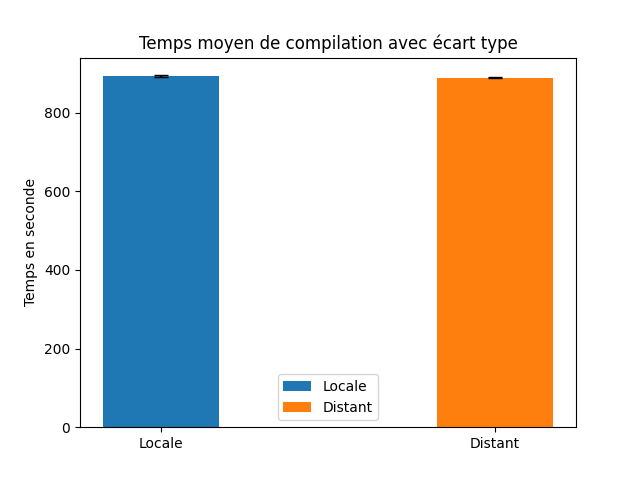 Temps moyen de compilation avec écart type
Temps en seconde
800
600
400
200
0
Locale
Distant
Locale
Distant